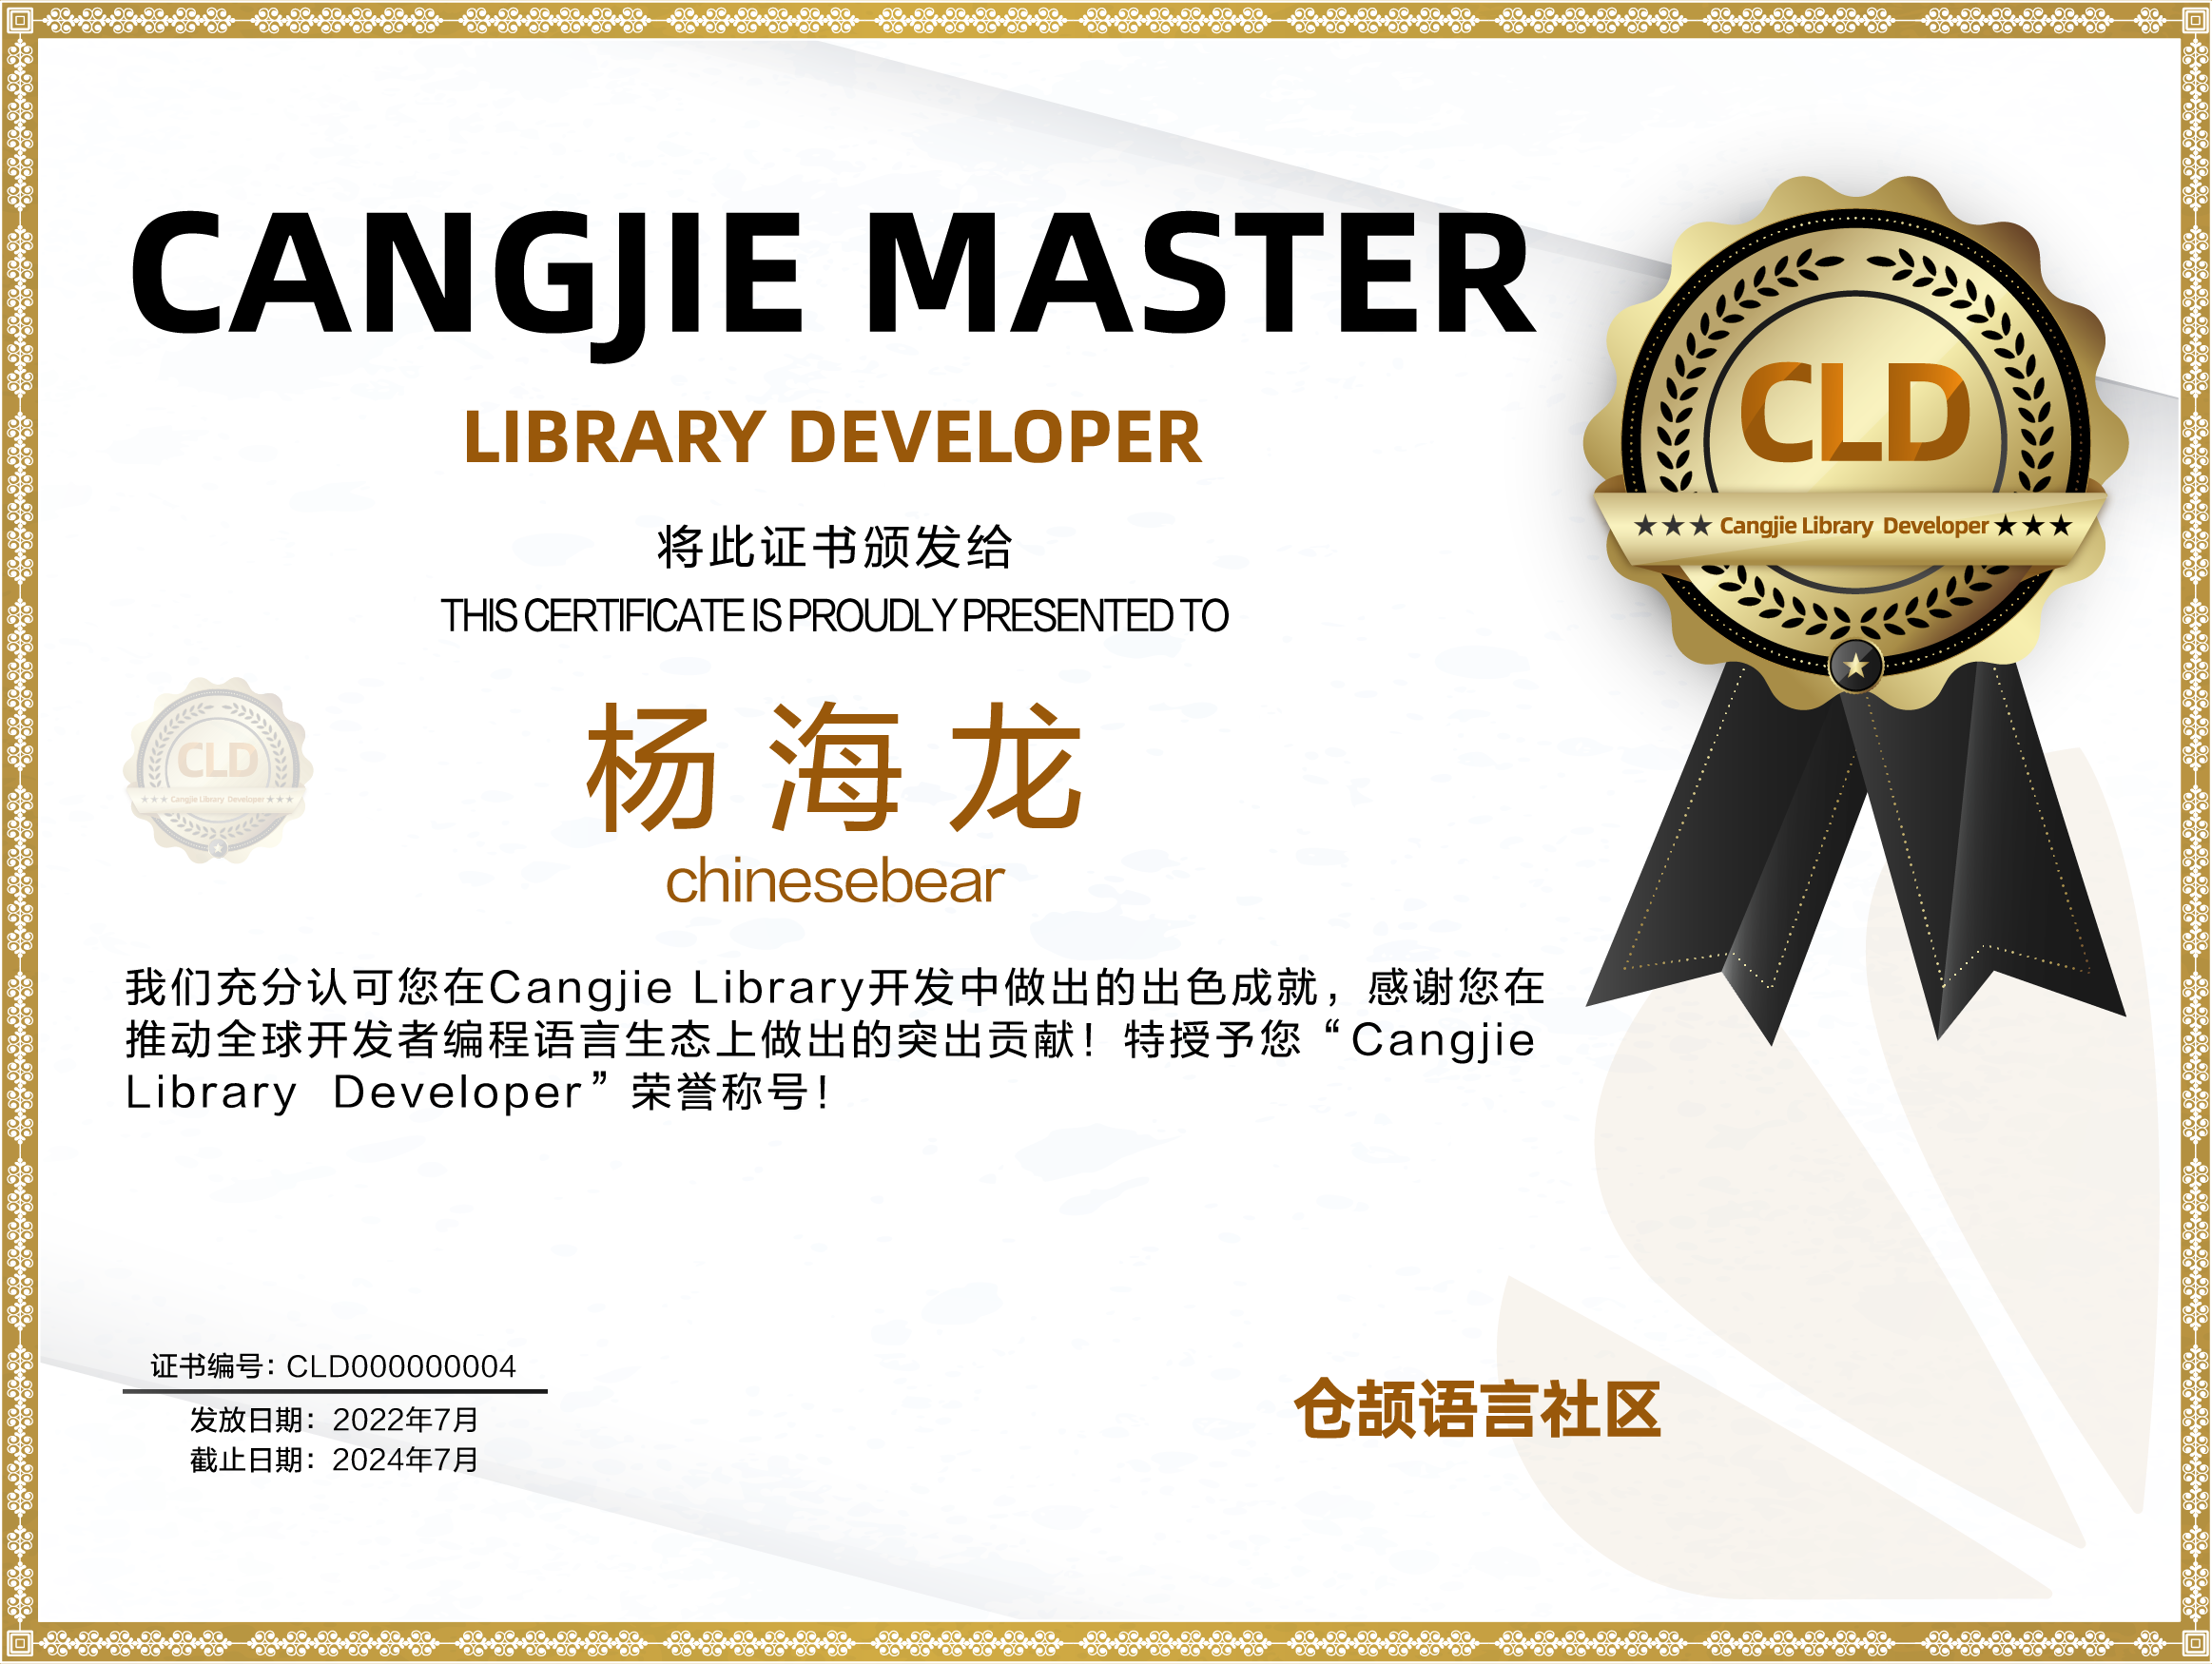 CANGJIE MASTER
LIBRARY DEVELOPER
将此证书颁发给
THIS CERTIFICATE IS PROUDLY PRESENTED TO
杨海龙
chinesebear
我们充分认可您在Cangjie Library开发中做出的出色成就，感谢您在
推动全球开发者编程语言生态上做出的突出贡献！特授予您“Cangjie
Library Developer”荣誉称号！
证书编号：CLD000000004
发放日期：2022年7月
截止日期：2024年7月
仓颉语言社区
CLD
★★★ Cangjie Library Developer ★★★
CLD
★★★ Cangjie Library Developer ★★★